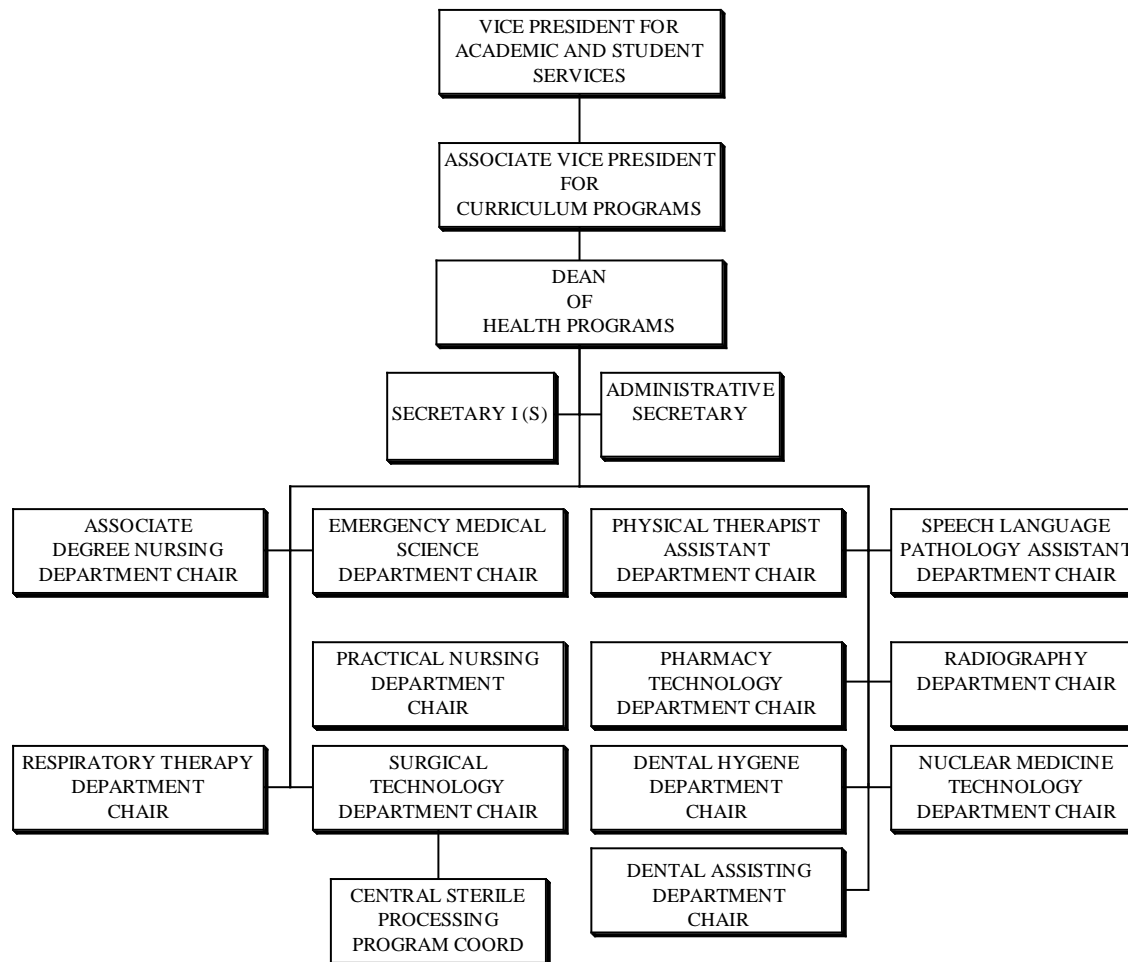 VICE PRESIDENT FOR
ACADEMIC AND STUDENT
SERVICES
ASSOCIATE VICE PRESIDENT
FOR
CURRICULUM PROGRAMS
DEAN
OF
HEALTH PROGRAMS
SECRETARY I (S)
ADMINISTRATIVE
SECRETARY
ASSOCIATE
DEGREE NURSING
DEPARTMENT CHAIR
EMERGENCY MEDICAL
SCIENCE
DEPARTMENT CHAIR
PHYSICAL THERAPIST
ASSISTANT
DEPARTMENT CHAIR
SPEECH LANGUAGE
PATHOLOGY ASSISTANT
DEPARTMENT CHAIR
PRACTICAL NURSING
DEPARTMENT
CHAIR
PHARMACY
TECHNOLOGY
DEPARTMENT CHAIR
RADIOGRAPHY
DEPARTMENT CHAIR
RESPIRATORY THERAPY
DEPARTMENT
CHAIR
SURGICAL
TECHNOLOGY
DEPARTMENT CHAIR
DENTAL HYGENE
DEPARTMENT
CHAIR
NUCLEAR MEDICINE
TECHNOLOGY
DEPARTMENT CHAIR
CENTRAL STERILE
PROCESSING
PROGRAM COORD
DENTAL ASSISTING
DEPARTMENT
CHAIR